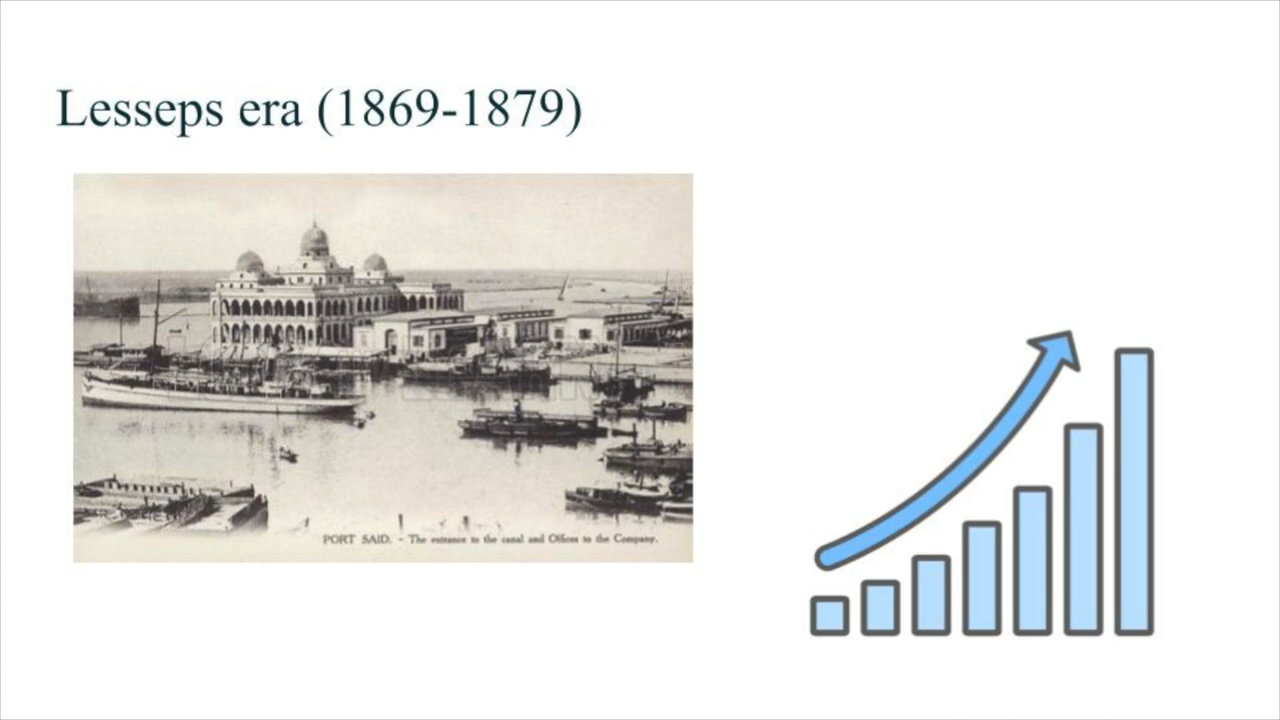 Lesseps era (1869-1879)
PORT SAID. - The entrance to the canal and Offices to the Company.